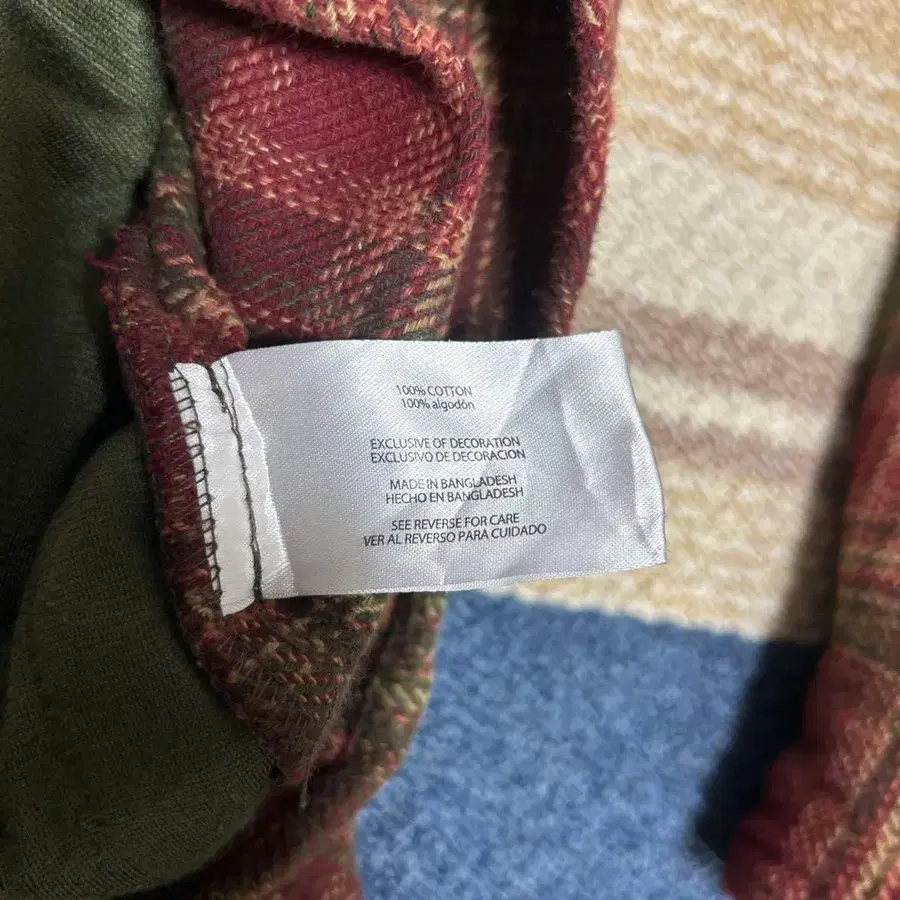 100% COTTON
100% algodón
EXCLUSIVE OF DECORATION
EXCLUSIVO DE DECORACION
MADE IN BANGLADESH
HECHO EN BANGLADESH
SEE REVERSE FOR CARE
VER AL REVERSO PARA CUIDADO